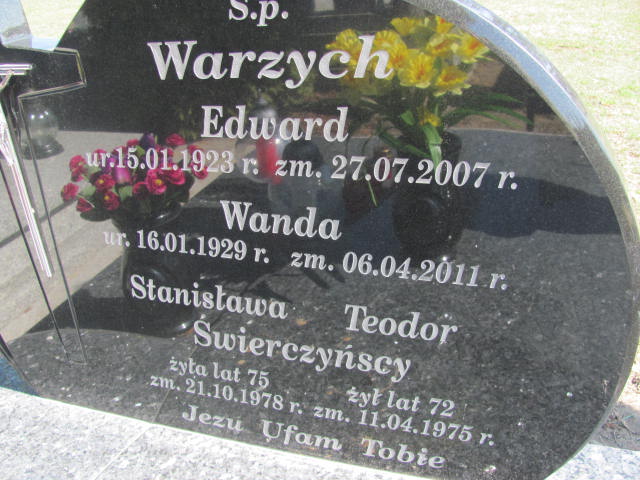 Ś.p.
Warzych
Edward
ur.15.01.1923 r. zm. 27.07.2007 r.
Wanda
ur. 16.01.1929 r. zm. 06.04.2011 r.
Stanisława Teodor
Świerczyńscy
żyła lat 75 żył lat 72
zm. 21.10.1978 r. zm. 11.04.1975 r.
Jezu Ufam Tobie